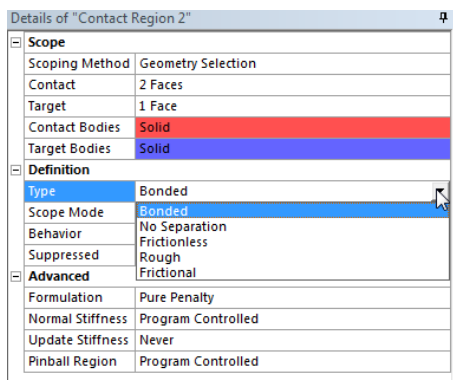 Details of "Contact Region 2"
Scope
Scoping Method Geometry Selection
Contact 2 Faces
Target 1 Face
Contact Bodies Solid
Target Bodies Solid
Definition
Type Bonded
Scope Mode Bonded
No Separation
Behavior Frictionless
Rough
Suppressed Frictional
Advanced
Formulation Pure Penalty
Normal Stiffness Program Controlled
Update Stiffness Never
Pinball Region Program Controlled